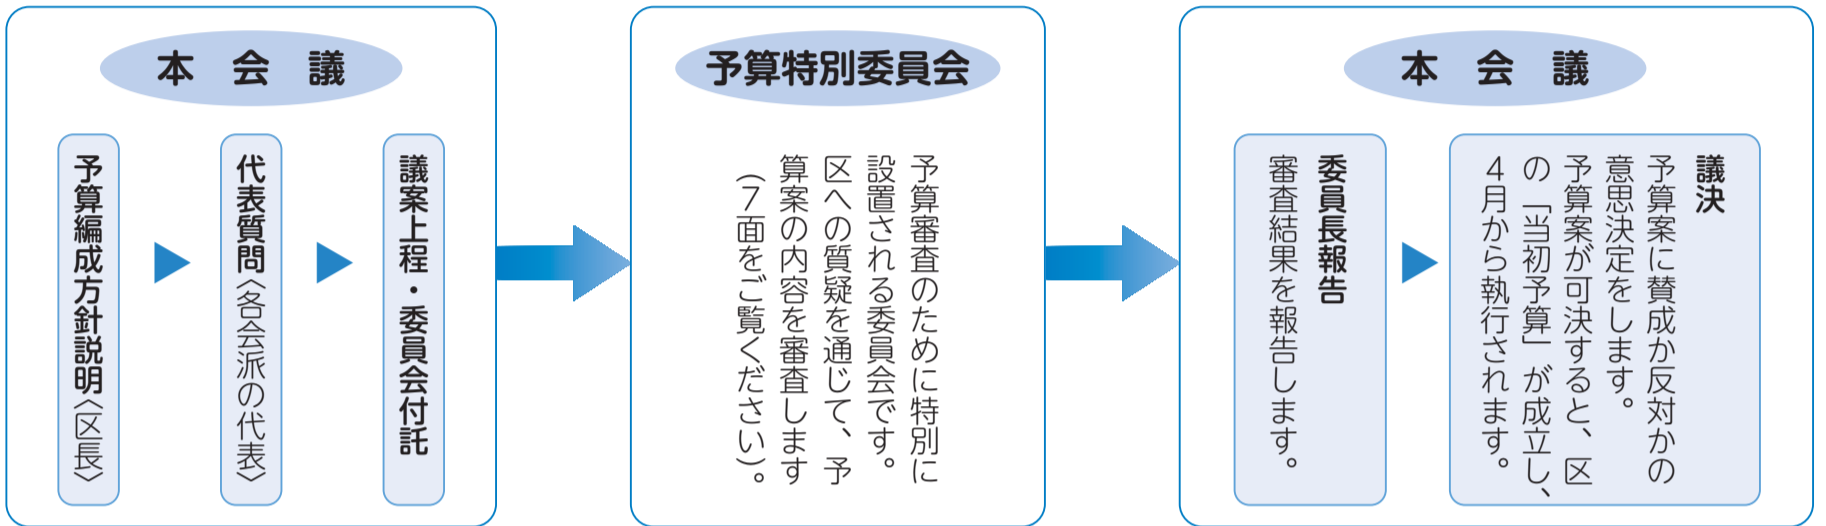 本会議
予算編成方針説明〈区長〉
代表質問〈各会派の代表〉
議案上程・委員会付託
予算特別委員会
予算審査のために特別に
設置される委員会です。
区への質疑を通じて、予
算案の内容を審査します
（７面をご覧ください）。
本会議
委員長報告
審査結果を報告します。
議決
予算案に賛成か反対かの
意思決定をします。
予算案が可決すると、区
の「当初予算」が成立し、
４月から執行されます。